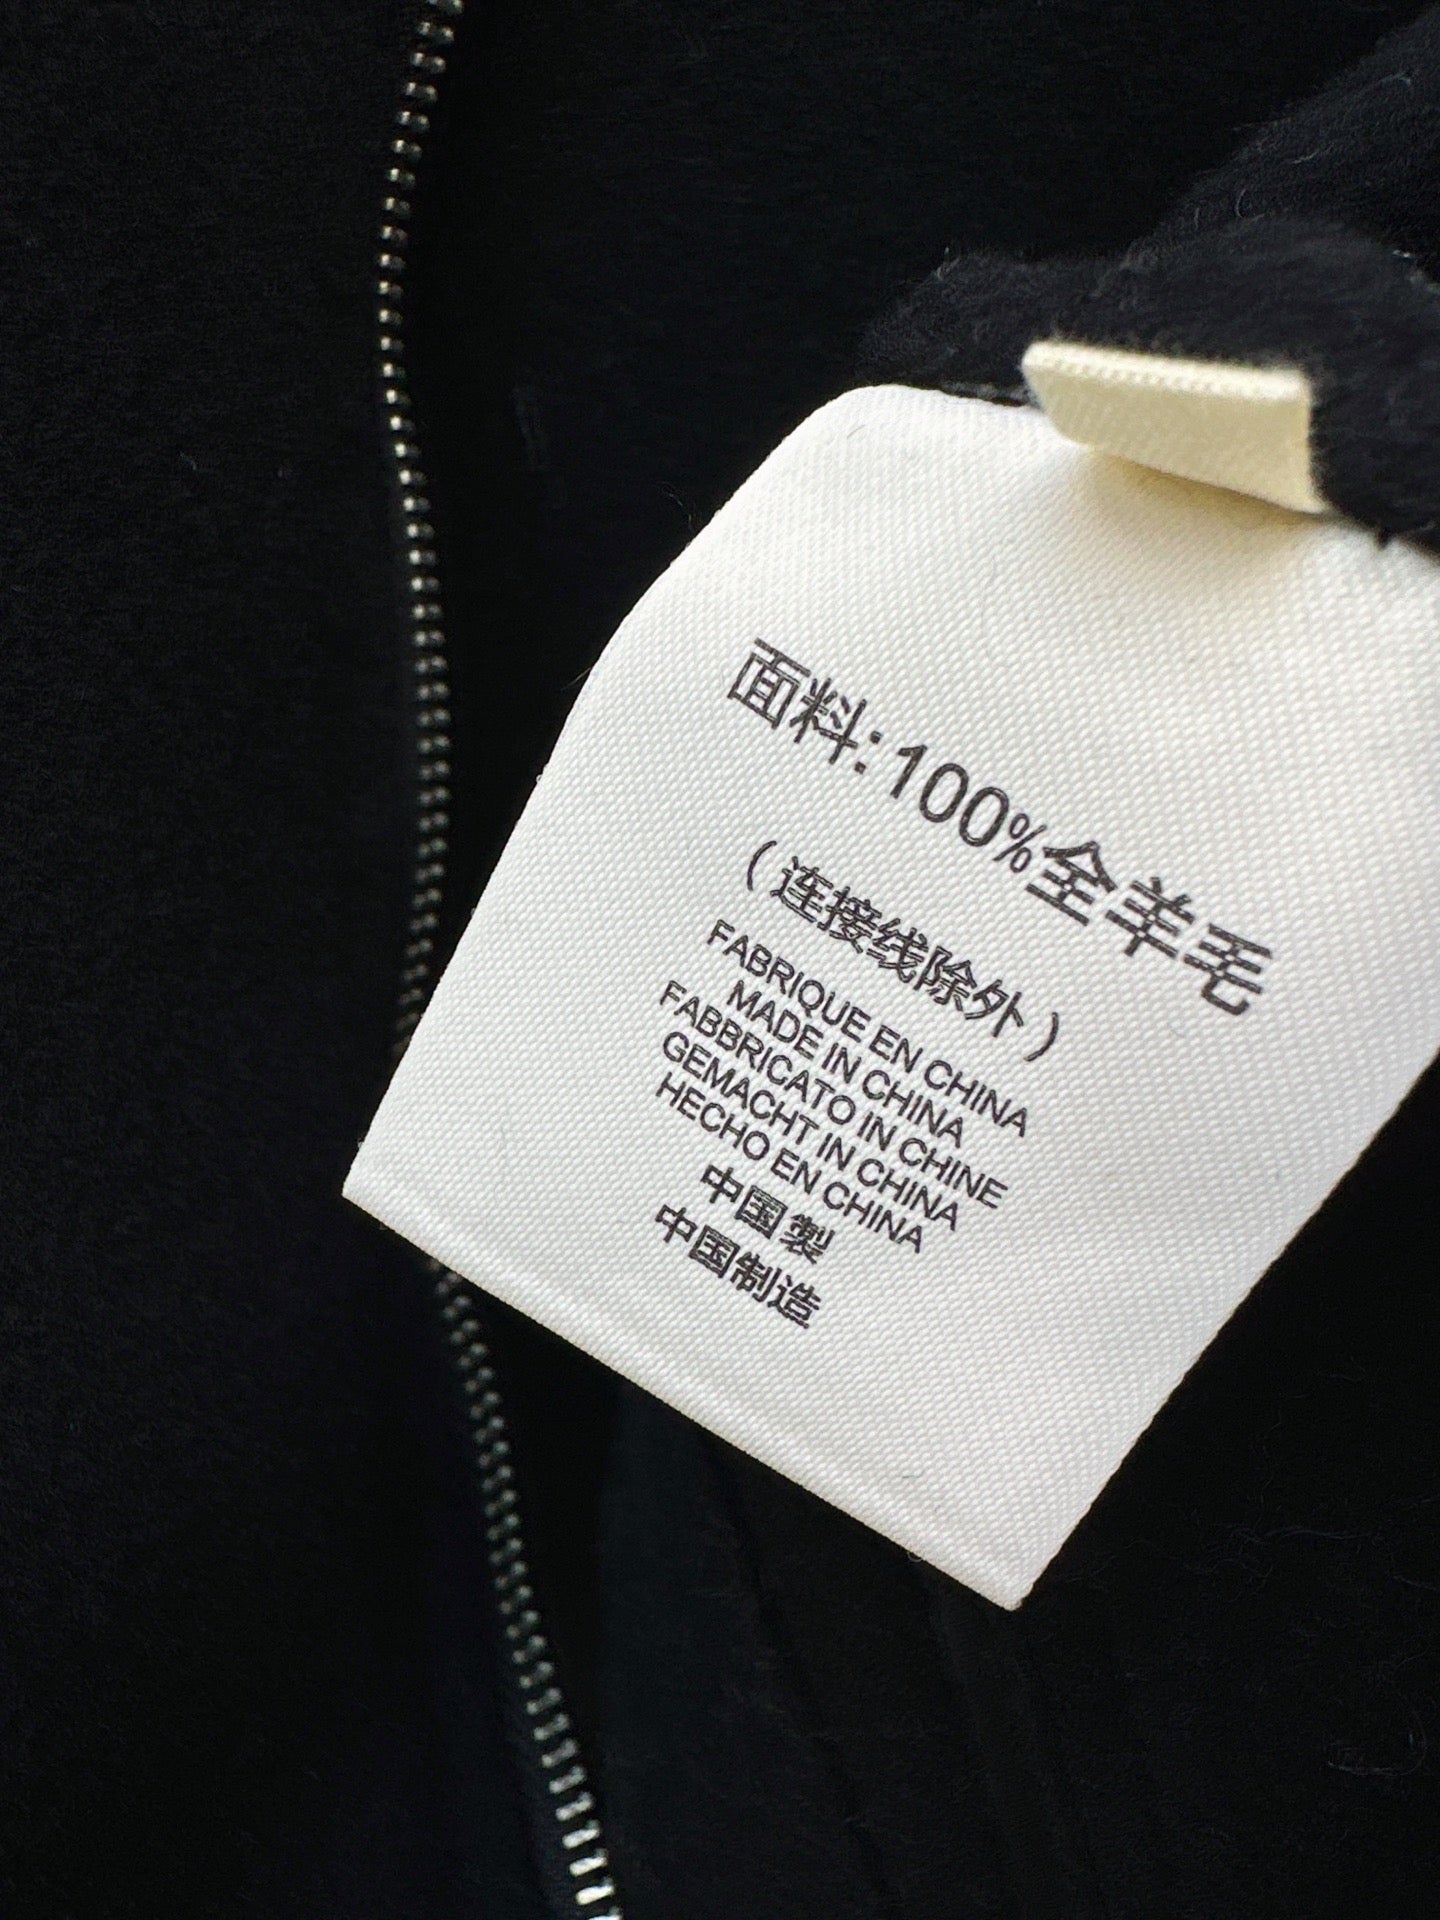 面料:100%全羊毛
(连接线除外)
FABRIQUE EN CHINA
MADE IN CHINA
FABBRICATO IN CHINE
GEMACHT IN CHINA
HECHO EN CHINA
中国 製
中国制造